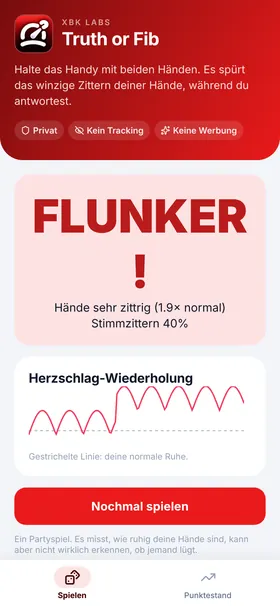 XBK LABS
Truth or Fib
Halte das Handy mit beiden Händen. Es spürt
das winzige Zittern deiner Hände, während du
antwortest.
Privat
Kein Tracking
Keine Werbung
FLUNKER
!
Hände sehr zittrig (1.9× normal)
Stimmzittern 40%
Herzschlag-Wiederholung
Gestrichelte Linie: deine normale Ruhe.
Nochmal spielen
Ein Partyspiel. Es misst, wie ruhig deine Hände sind, kann
aber nicht wirklich erkennen, ob jemand lügt.
Spielen
Punktestand